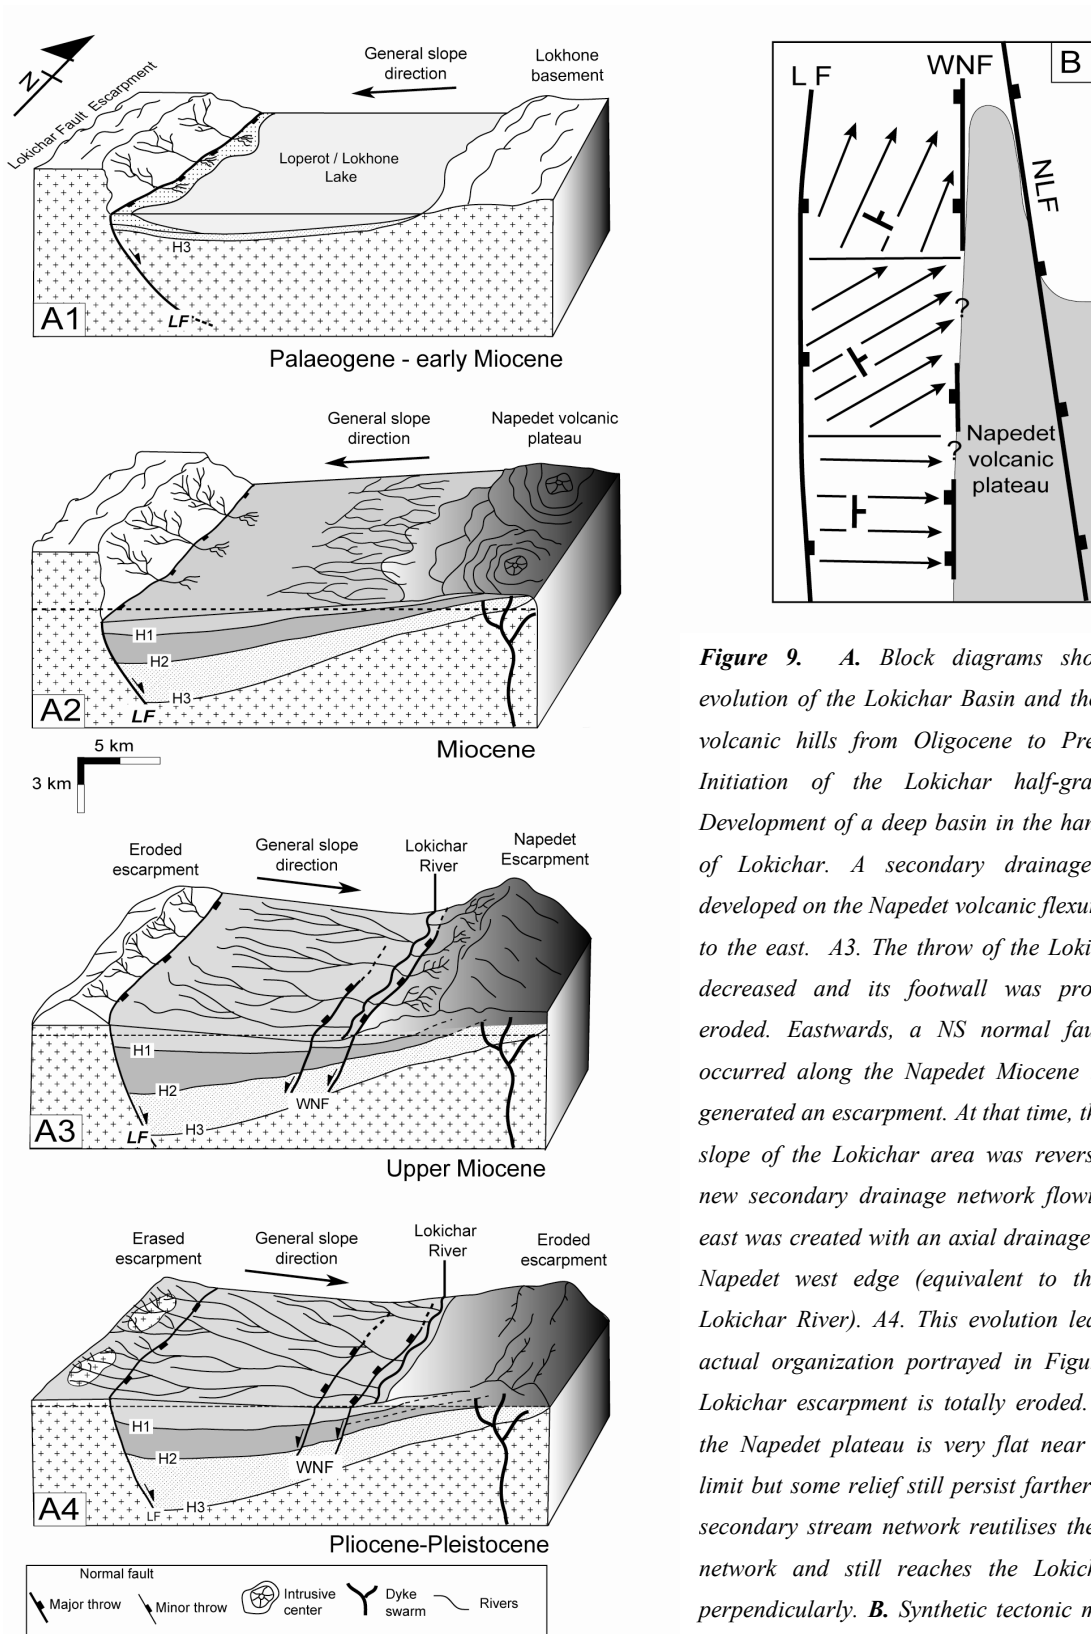 N
Lokichar Fault Escarpment
General slope
direction
Lokhone
basement
Loperot / Lokhone
Lake
H3
LF
A1
Palaeogene - early Miocene
General slope
direction
Napedet volcanic
plateau
H1
H2
H3
LF
A2
Miocene
5 km
3 km
Eroded
escarpment
General slope
direction
Lokichar
River
Napedet
Escarpment
H1
H2
H3
WNF
LF
A3
Upper Miocene
Erased
escarpment
General slope
direction
Lokichar
River
Eroded
escarpment
H1
H2
H3
WNF
LF
A4
Pliocene-Pleistocene
Normal fault
Major throw
Minor throw
Intrusive
center
Dyke
swarm
Rivers
B
LF
WNF
NLF
?
?
Napedet
volcanic
plateau
Figure 9. A. Block diagrams sho
evolution of the Lokichar Basin and the
volcanic hills from Oligocene to Pre
Initiation of the Lokichar half-gra
Development of a deep basin in the han
of Lokichar. A secondary drainage
developed on the Napedet volcanic flexu
to the east. A3. The throw of the Loki
decreased and its footwall was pro
eroded. Eastwards, a NS normal fau
occurred along the Napedet Miocene
generated an escarpment. At that time, th
slope of the Lokichar area was revers
new secondary drainage network flowi
east was created with an axial drainage
Napedet west edge (equivalent to th
Lokichar River). A4. This evolution lea
actual organization portrayed in Figu
Lokichar escarpment is totally eroded.
the Napedet plateau is very flat near
limit but some relief still persist farther
secondary stream network reutilises the
network and still reaches the Lokich
perpendicularly. B. Synthetic tectonic m